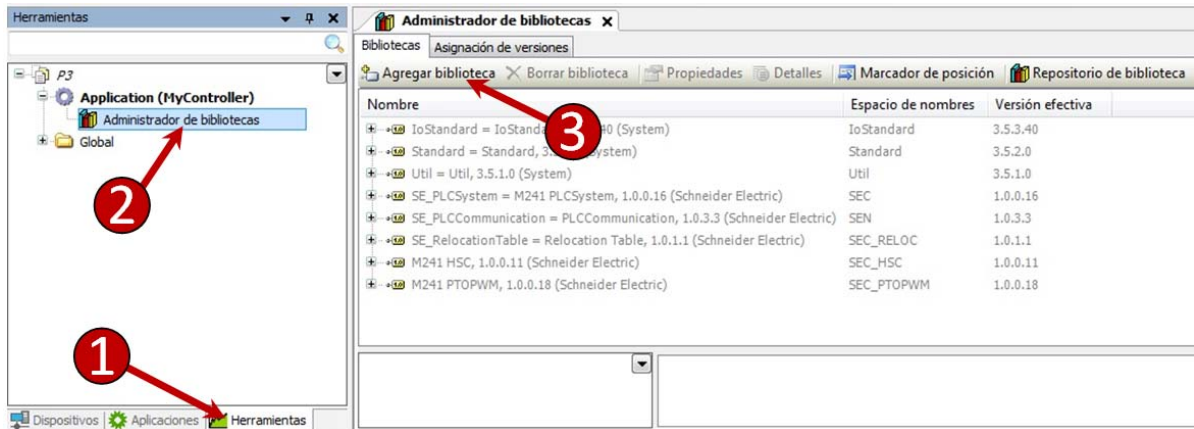 Herramientas
P3
Application (MyController)
Administrador de bibliotecas
Global
2
1
Dispositivos Aplicaciones Herramientas
Administrador de bibliotecas
Bibliotecas Asignación de versiones
Agregar biblioteca Borrar biblioteca Propiedades Detalles Marcador de posición Repositorio de biblioteca
3
Nombre Espacio de nombres Versión efectiva
IoStandard = 40 (System) IoStandard 3.5.3.40
Standard = Standard, IoStandard 3.5.2.0
Util = Util, 3.5.1.0 (System) Util 3.5.1.0
SE_PLCSystem = M241 PLCSystem, 1.0.0.16 (Schneider Electric) SEC 1.0.0.16
SE_PLCCommunication = PLCCommunication, 1.0.3.3 (Schneider Electric) SEN 1.0.3.3
SE_RelocationTable = Relocation Table, 1.0.1.1 (Schneider Electric) SEC_RELOC 1.0.1.1
M241 HSC, 1.0.0.11 (Schneider Electric) SEC_HSC 1.0.0.11
M241 PTOPWM, 1.0.0.18 (Schneider Electric) SEC_PTOPWM 1.0.0.18